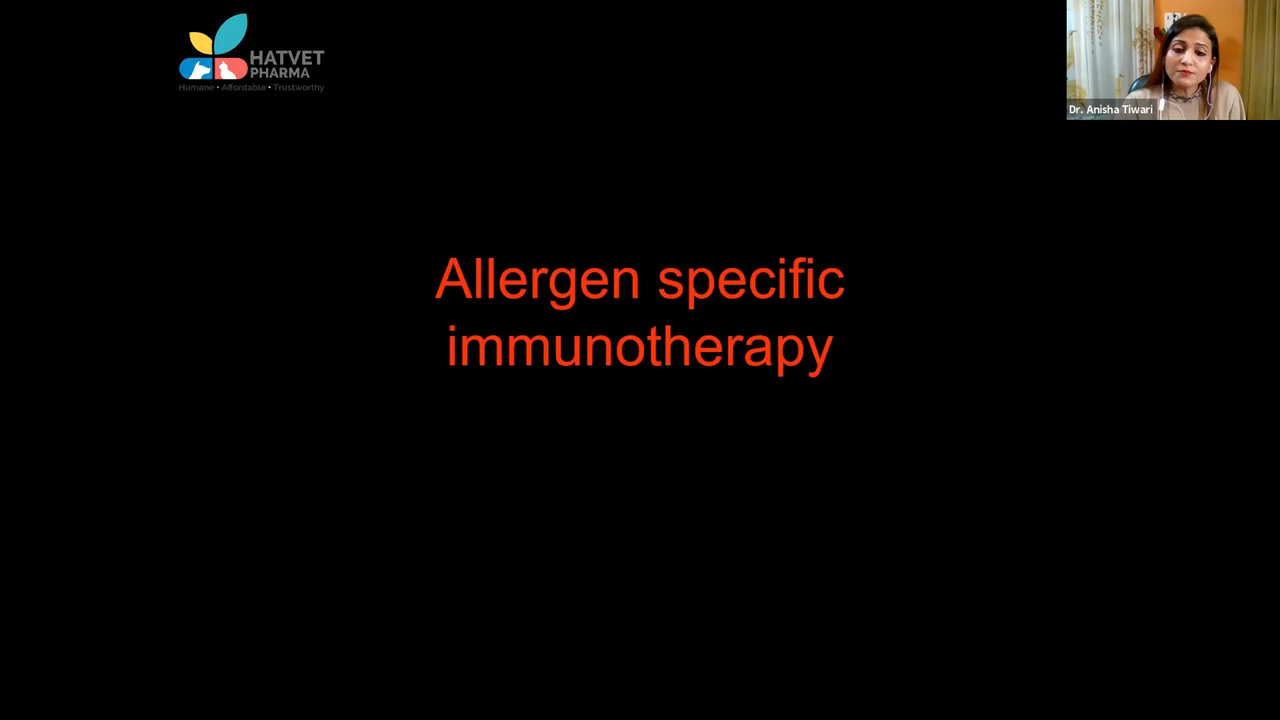 HATVET
PHARMA
Humane • Affordable • Trustworthy
Dr. Anisha Tiwari
Allergen specific
immunotherapy